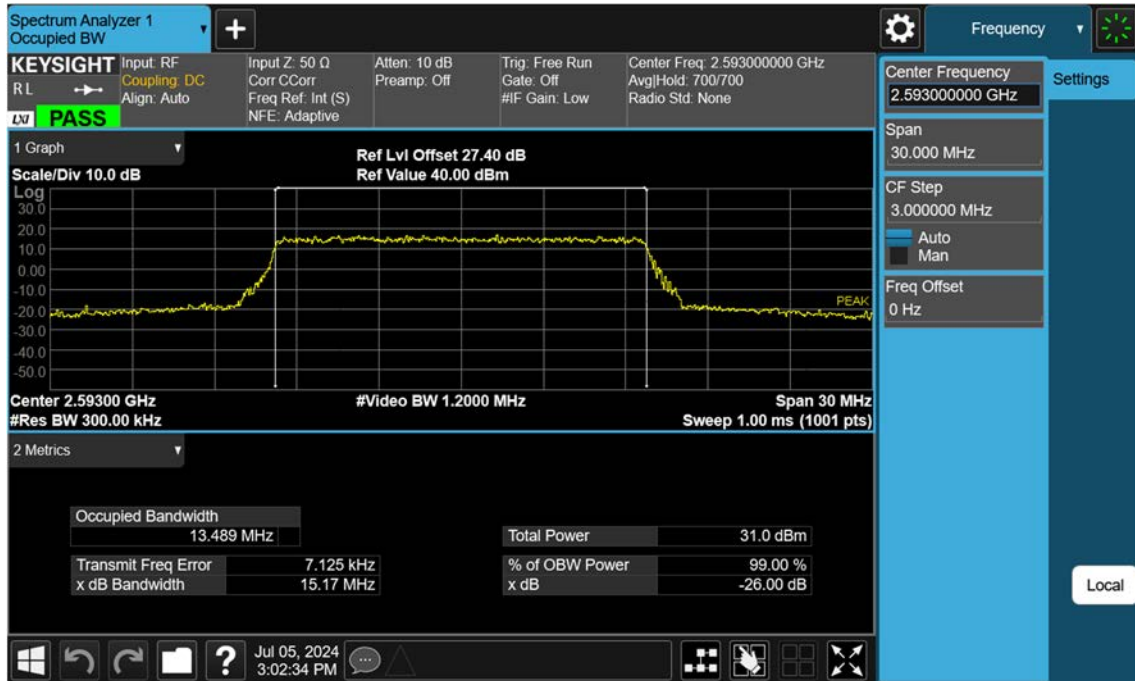 Spectrum Analyzer 1
Occupied BW
+
Frequency
KEYSIGHT
RL
LXI PASS
Input: RF
Coupling: DC
Align: Auto
Input Z: 50 Ω
Corr CCorr
Freq Ref: Int (S)
NFE: Adaptive
Atten: 10 dB
Preamp: Off
Trig: Free Run
Gate: Off
#IF Gain: Low
Center Freq: 2.593000000 GHz
Avg|Hold: 700/700
Radio Std: None
Center Frequency
2.593000000 GHz
Settings
Span
30.000 MHz
CF Step
3.000000 MHz
Auto
Man
Freq Offset
0 Hz
Local
1 Graph
Ref Lvl Offset 27.40 dB
Scale/Div 10.0 dB
Ref Value 40.00 dBm
Log
30.0
20.0
10.0
0.00
-10.0
-20.0
-30.0
-40.0
-50.0
PEAK
Center 2.59300 GHz
#Video BW 1.2000 MHz
Span 30 MHz
#Res BW 300.00 kHz
Sweep 1.00 ms (1001 pts)
2 Metrics
Occupied Bandwidth
13.489 MHz
Total Power 31.0 dBm
Transmit Freq Error 7.125 kHz
% of OBW Power 99.00 %
x dB Bandwidth 15.17 MHz
x dB -26.00 dB
?
Jul 05, 2024
3:02:34 PM